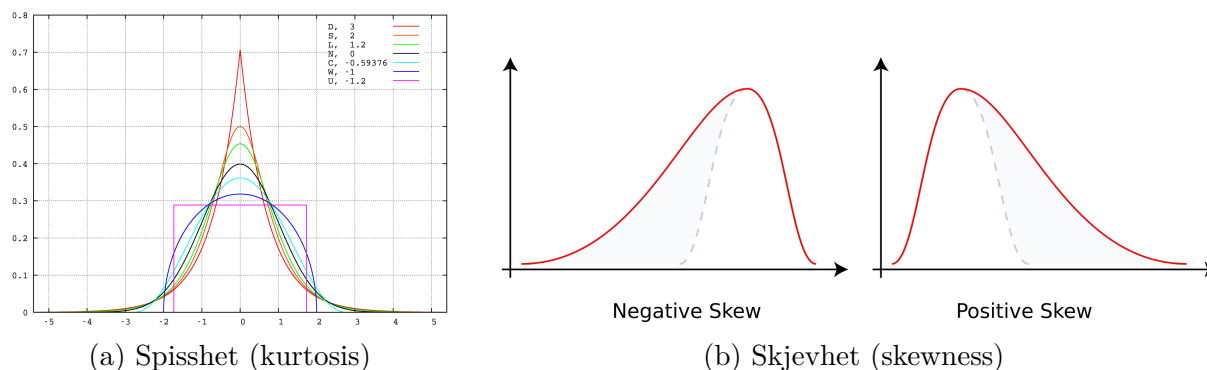 0.8
0.7
0.6
0.5
0.4
0.3
0.2
0.1
0
D, 3
S, 2
L, 1.2
N, 0
C, -0.59376
W, -1
U, -1.2
-5 -4 -3 -2 -1 0 1 2 3 4 5
(a) Spisshet (kurtosis)
Negative Skew
Positive Skew
(b) Skjevhet (skewness)